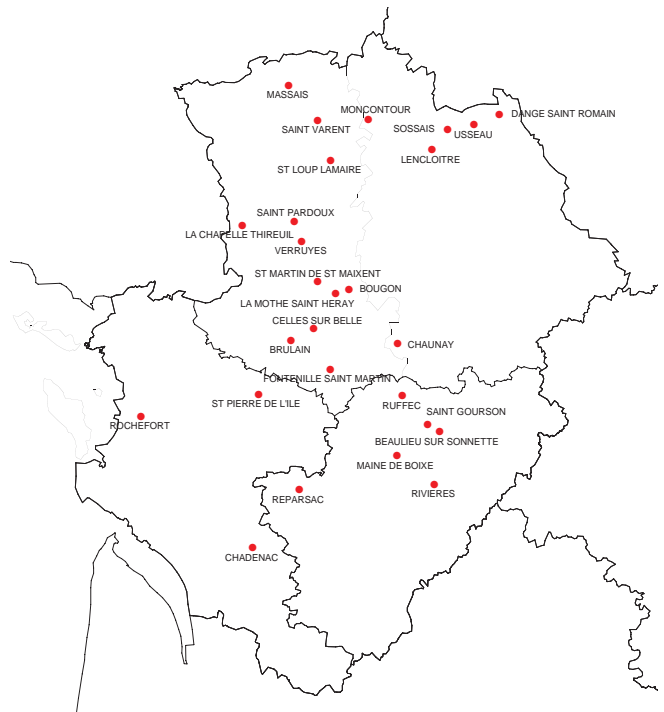 MASSAIS
MONCONTOUR
DANGE SAINT ROMAIN
SAINT VARENT
SOSSAIS
USSEAU
LENCLOITRE
ST LOUP LAMAIRE
SAINT PARDOUX
LA CHAPELLE THIREUIL
VERRUYES
ST MARTIN DE ST MAIXENT
BOUGON
LA MOTHE SAINT HERAY
CELLES SUR BELLE
CHAUNAY
BRULAIN
FONTENILLE SAINT MARTIN
ST PIERRE DE L'ILE
RUFFEC
SAINT GOURSON
ROCHEFORT
BEAULIEU SUR SONNETTE
MAINE DE BOIXE
RIVIERES
REPARSAC
CHADENAC